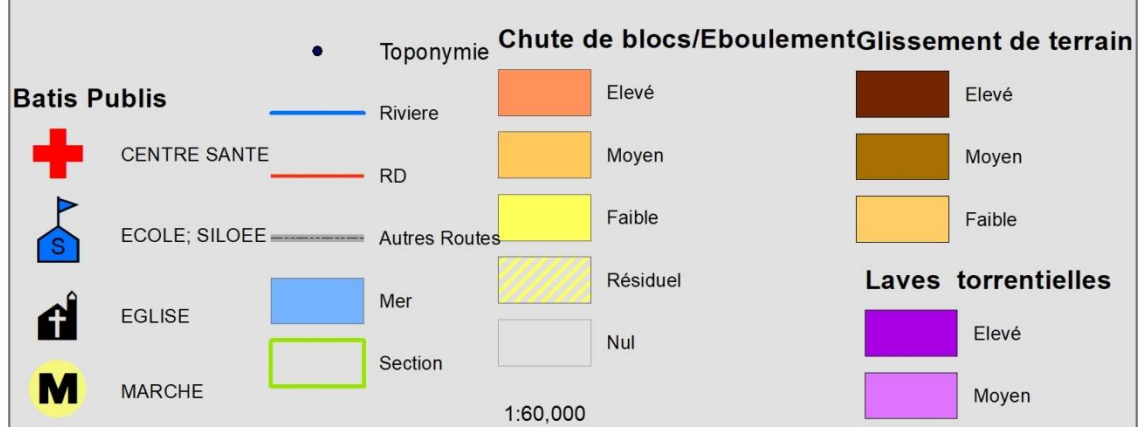 Batis Publis
CENTRE SANTE
S
ECOLE; SILOEE
EGLISE
M
MARCHE
Toponymie
Riviere
RD
Autres Routes
Mer
Section
Chute de blocs/Eboulement
Elevé
Moyen
Faible
Résiduel
Nul
1:60,000
Glissement de terrain
Elevé
Moyen
Faible
Laves torrentielles
Elevé
Moyen